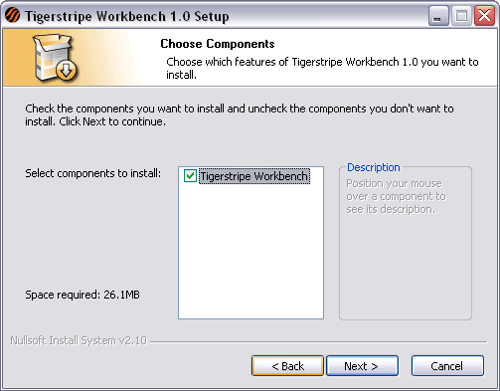 Tigerstripe Workbench 1.0 Setup
Choose Components
Choose which features of Tigerstripe Workbench 1.0 you want to
install.
Check the components you want to install and uncheck the components you don't want to
install. Click Next to continue.
Select components to install:
Tigerstripe Workbench
Description
Position your mouse
over a component to
see its description.
Space required: 26.1MB
Nullsoft Install System v2.10
< Back
Next >
Cancel